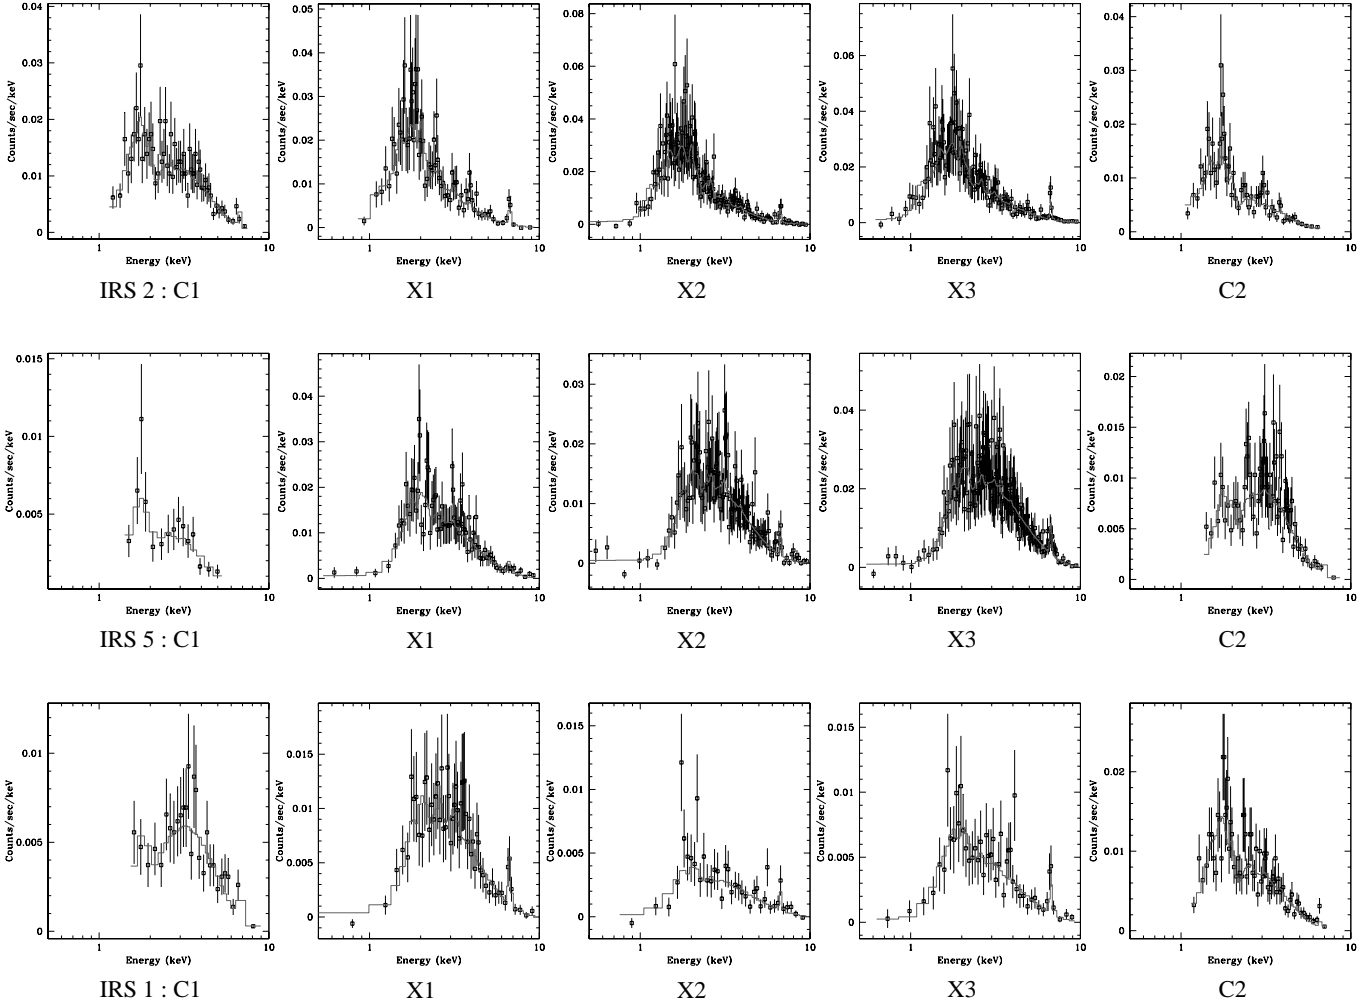 0.04
0.03
0.02
0.01
0
Counts/sec/keV
1 10
Energy (keV)
IRS 2 : C1
0.05
0.04
0.03
0.02
0.01
0
Counts/sec/keV
1 10
Energy (keV)
X1
0.08
0.06
0.04
0.02
0
Counts/sec/keV
1 10
Energy (keV)
X2
0.06
0.04
0.02
0
Counts/sec/keV
1 10
Energy (keV)
X3
0.04
0.03
0.02
0.01
0
Counts/sec/keV
1 10
Energy (keV)
C2
0.015
0.01
0.005
Counts/sec/keV
1 10
Energy (keV)
IRS 5 : C1
0.04
0.03
0.02
0.01
0
Counts/sec/keV
1 10
Energy (keV)
X1
0.03
0.02
0.01
0
Counts/sec/keV
1 10
Energy (keV)
X2
0.04
0.02
0
Counts/sec/keV
1 10
Energy (keV)
X3
0.02
0.015
0.01
0.005
0
Counts/sec/keV
1 10
Energy (keV)
C2
0.01
0.005
0
Counts/sec/keV
1 10
Energy (keV)
IRS 1 : C1
0.015
0.01
0.005
0
Counts/sec/keV
1 10
Energy (keV)
X1
0.015
0.01
0.005
0
Counts/sec/keV
1 10
Energy (keV)
X2
0.015
0.01
0.005
0
Counts/sec/keV
1 10
Energy (keV)
X3
0.02
0.01
0
Counts/sec/keV
1 10
Energy (keV)
C2